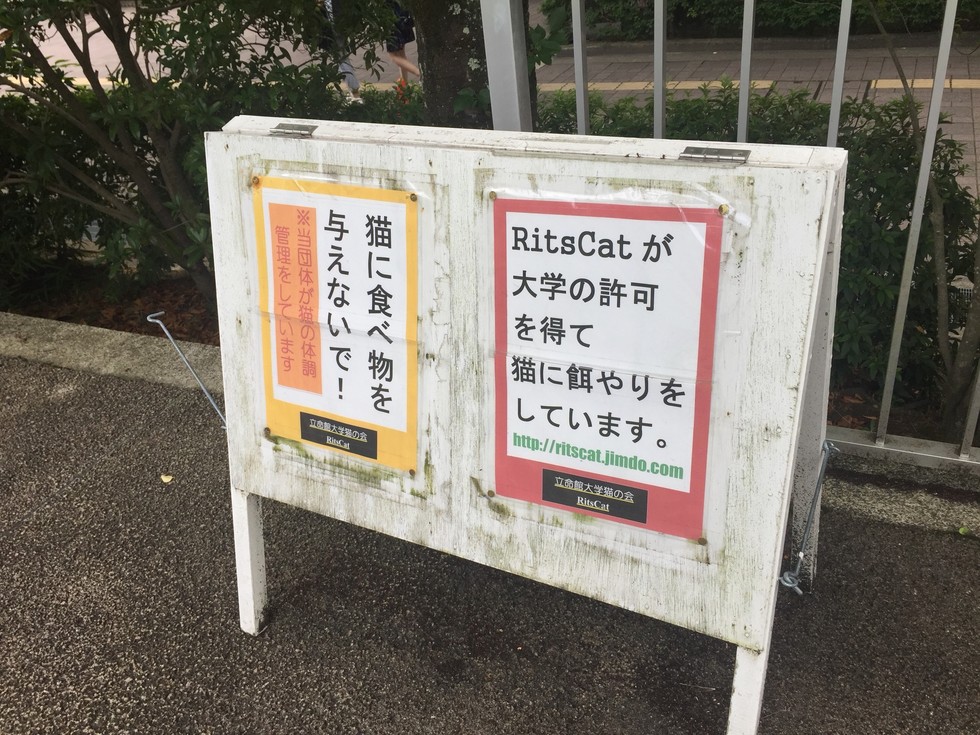 猫に食べ物を
与えないで！
※当団体が猫の体調
管理をしています
立命館大学猫の会
RitsCat
RitsCatが
大学の許可
を得て
猫に餌やりを
しています。
http://ritscat.jimdo.com
立命館大学猫の会
RitsCat